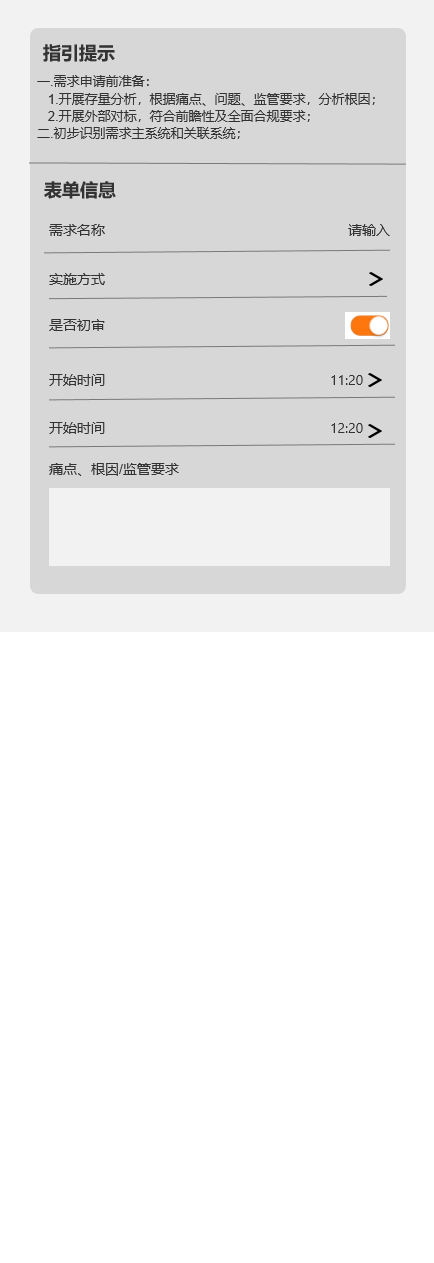 指引提示
一.需求申请前准备：
1.开展存量分析，根据痛点、问题、监管要求，分析根因；
2.开展外部对标，符合前瞻性及全面合规要求；
二.初步识别需求主系统和关联系统；
表单信息
需求名称 请输入
实施方式
是否初审
开始时间 11:20
开始时间 12:20
痛点、根因/监管要求